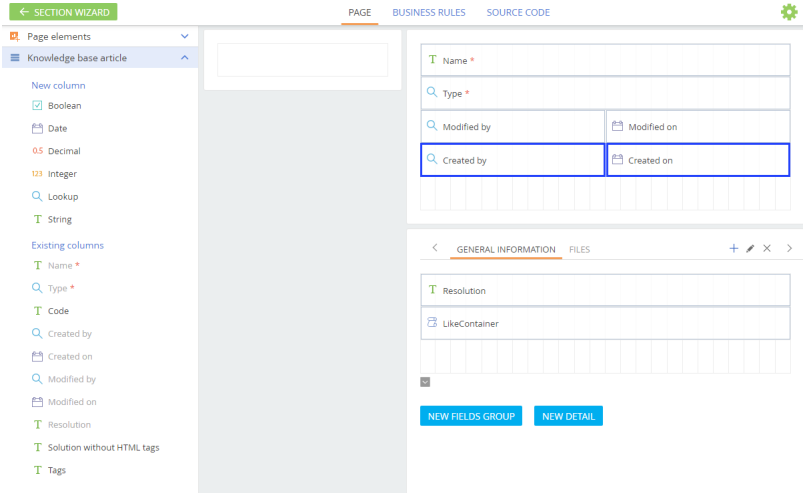 ← SECTION WIZARD
PAGE BUSINESS RULES SOURCE CODE
Page elements
Knowledge base article
New column
Boolean
Date
0.5 Decimal
123 Integer
Lookup
T String
Existing columns
T Name *
Type *
T Code
Created by
Created on
Modified by
Modified on
T Resolution
T Solution without HTML tags
T Tags
T Name *
Type *
Modified by Modified on
Created by Created on
GENERAL INFORMATION FILES
T Resolution
LikeContainer
NEW FIELDS GROUP NEW DETAIL